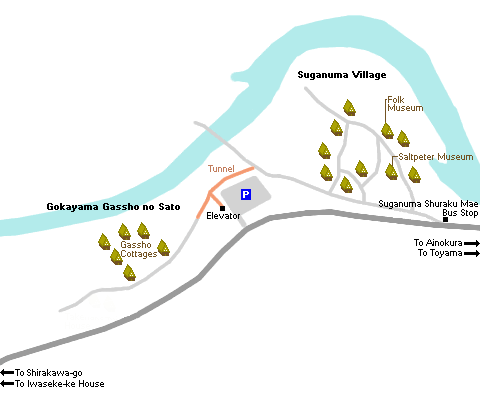 Suganuma Village
Folk
Museum
Saltpeter Museum
Tunnel
P
Gokayama Gassho no Sato
Elevator
Suganuma Shuraku Mae
Bus Stop
Gassho
Cottages
To Ainokura
To Toyama
To Shirakawa-go
To Iwaseke-ke House